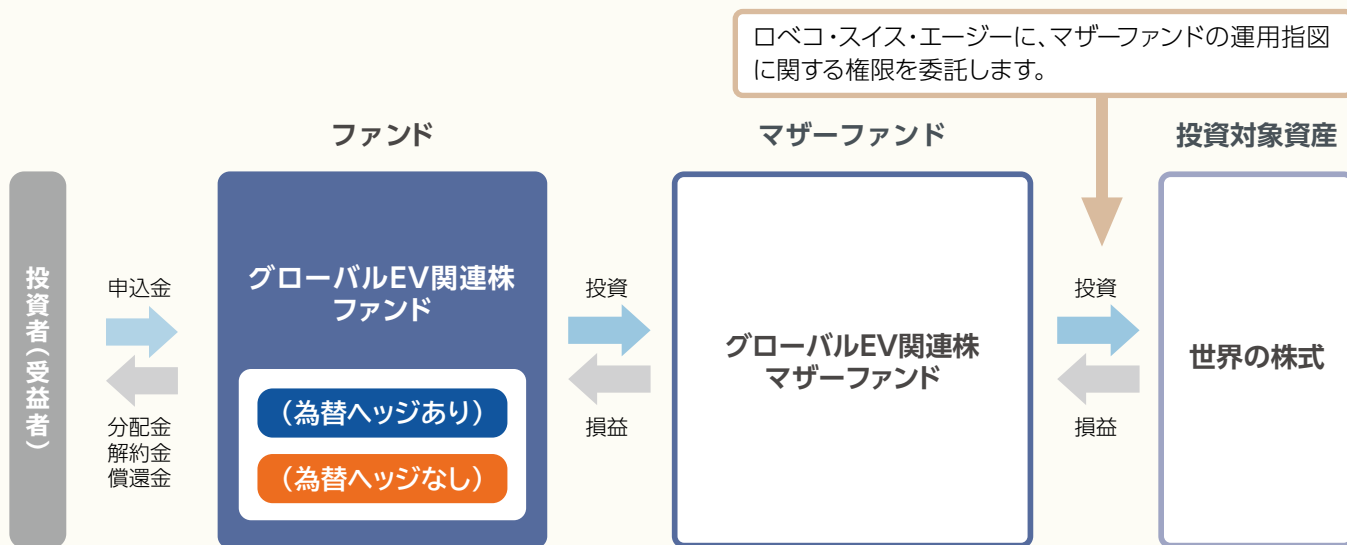 ロベコ・スイス・エージーに、マザーファンドの運用指図
に関する権限を委託します。
ファンド
マザーファンド
投資対象資産
投資者（受益者）
申込金
分配金
解約金
償還金
グローバルEV関連株
ファンド
（為替ヘッジあり）
（為替ヘッジなし）
投資
損益
グローバルEV関連株
マザーファンド
投資
損益
世界の株式